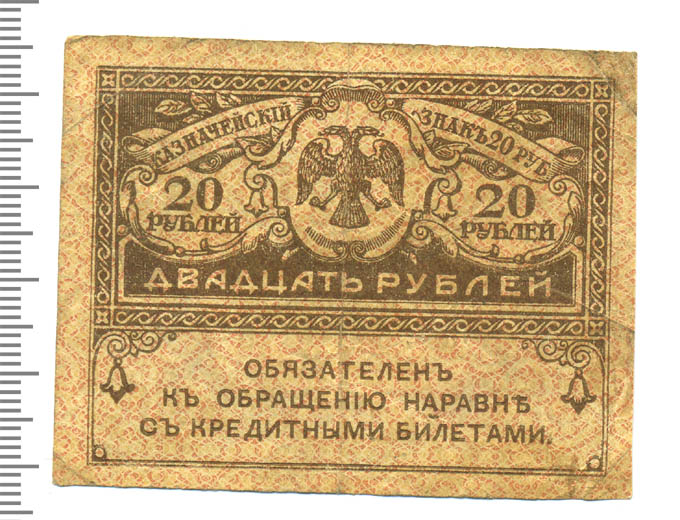 КАЗНАЧЕЙСКІЙ
ЗНАКЪ 20 РУБ.
20
РУБЛЕЙ
20
РУБЛЕЙ
ДВАДЦАТЬ РУБЛЕЙ
ОБЯЗАТЕЛЕНЪ
КЪ ОБРАЩЕНІЮ НАРАВНѢ
СЪ КРЕДИТНЫМИ БИЛЕТАМИ.